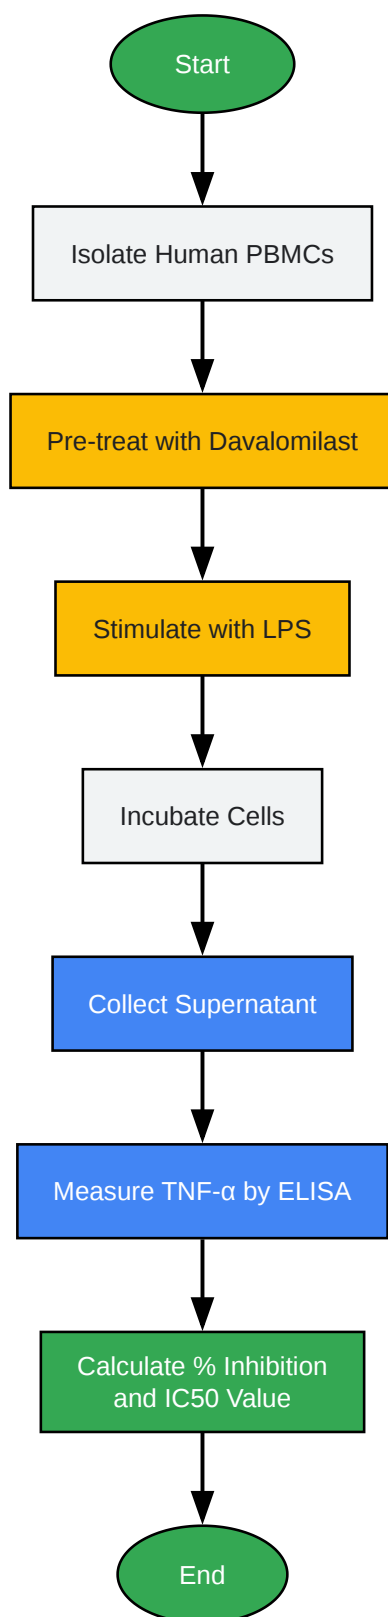 Start
Isolate Human PBMCs
Pre-treat with Davalomilast
Stimulate with LPS
Incubate Cells
Collect Supernatant
Measure TNF-α by ELISA
Calculate % Inhibition
and IC50 Value
End